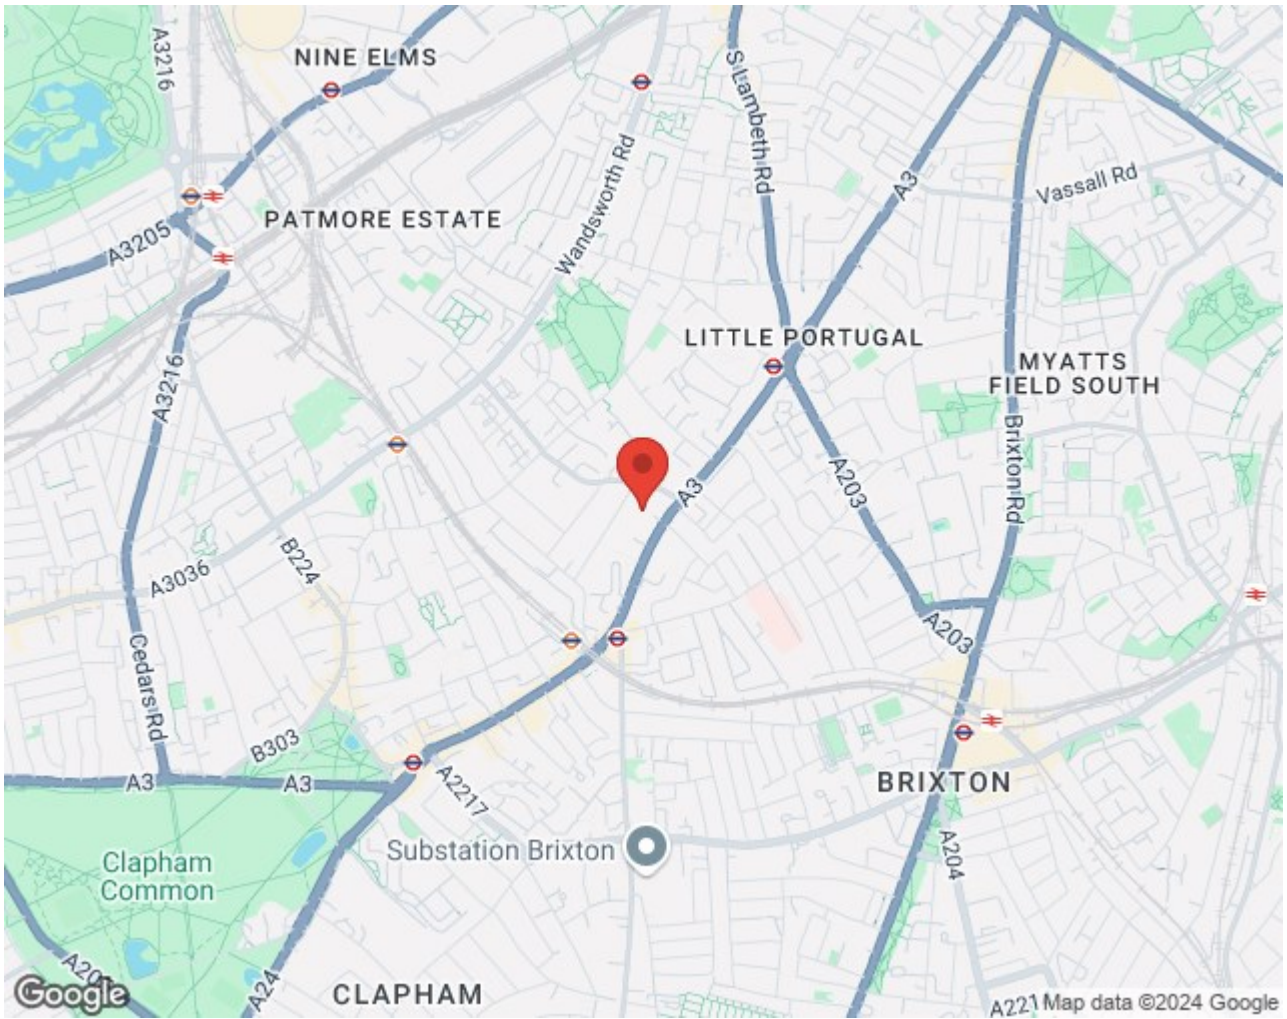 A3216
NINE ELMS
S Lambeth Rd
Wandsworth Rd
A3
Vassall Rd
PATMORE ESTATE
A3205
LITTLE PORTUGAL
MYATTS
FIELD SOUTH
A3216
Brixton Rd
A203
A3
B224
A3036
A203
Cedars Rd
B303
A3
A3
A2217
BRIXTON
Substation Brixton
A204
Clapham
Common
A24
CLAPHAM
Google
A221
Map data ©2024 Google